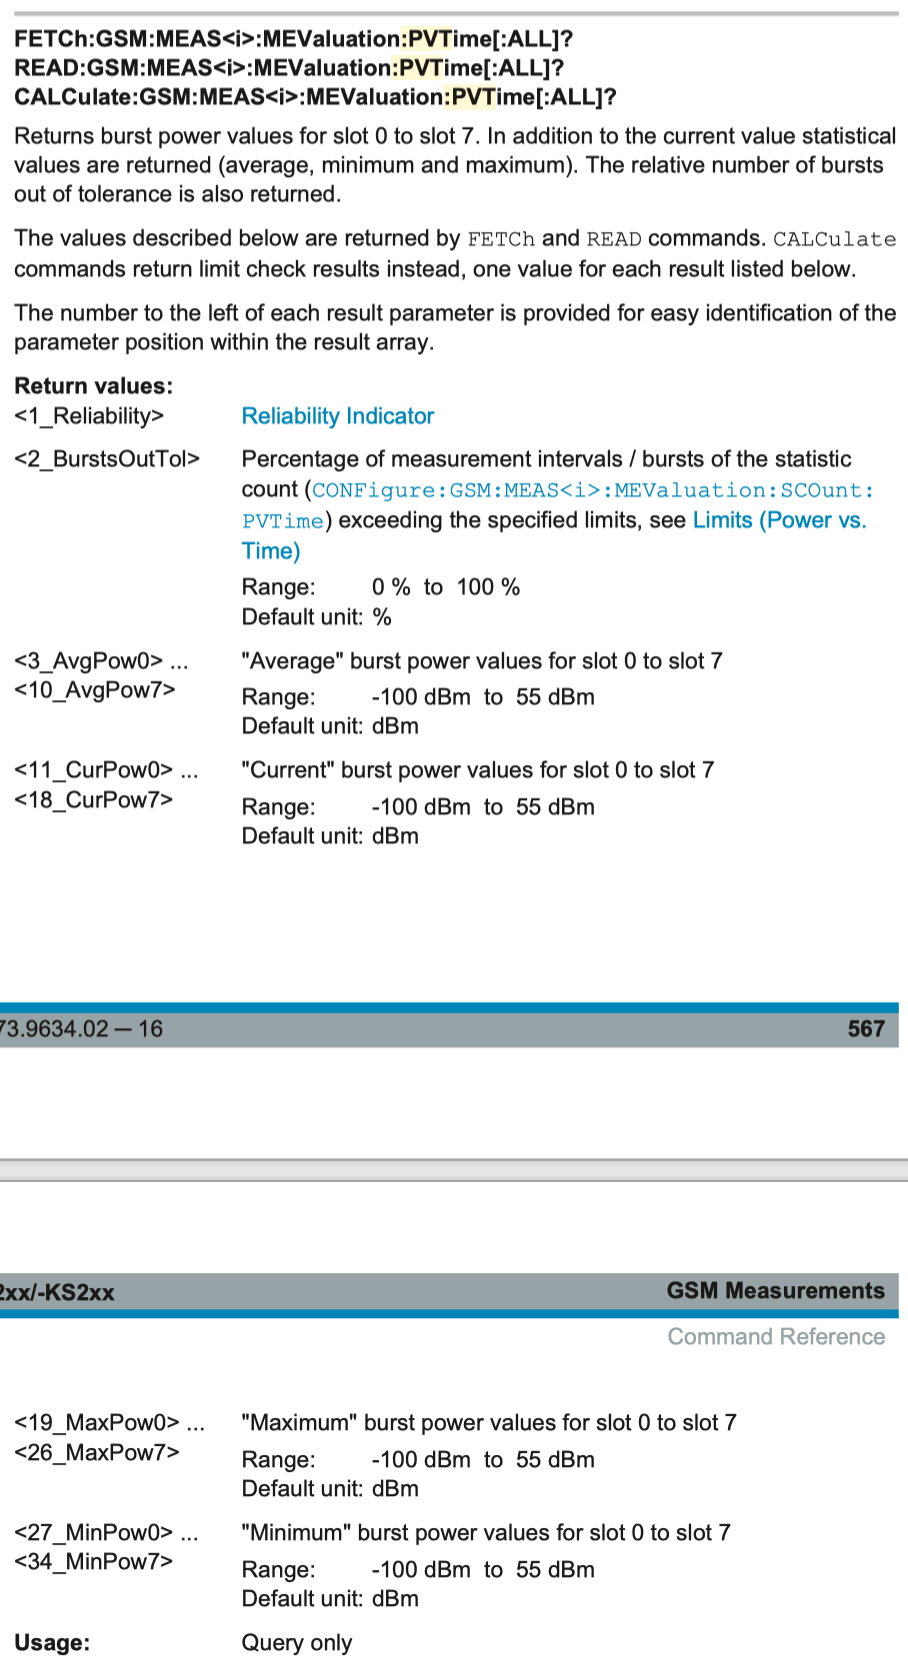 FETCh:GSM:MEAS<i>:MEValuation:PVTime[:ALL]?
READ:GSM:MEAS<i>:MEValuation:PVTime[:ALL]?
CALCulate:GSM:MEAS<i>:MEValuation:PVTime[:ALL]?
Returns burst power values for slot 0 to slot 7. In addition to the current value statistical
values are returned (average, minimum and maximum). The relative number of bursts
out of tolerance is also returned.
The values described below are returned by FETCh and READ commands. CALCulate
commands return limit check results instead, one value for each result listed below.
The number to the left of each result parameter is provided for easy identification of the
parameter position within the result array.
Return values:
<1_Reliability> Reliability Indicator
<2_BurstsOutTol> Percentage of measurement intervals / bursts of the statistic
count (CONFigure:GSM:MEAS<i>:MEValuation:SCOunt:
PVTime) exceeding the specified limits, see Limits (Power vs.
Time)
Range: 0 % to 100 %
Default unit: %
<3_AvgPow0> ... "Average" burst power values for slot 0 to slot 7
<10_AvgPow7> Range: -100 dBm to 55 dBm
Default unit: dBm
<11_CurPow0> ... "Current" burst power values for slot 0 to slot 7
<18_CurPow7> Range: -100 dBm to 55 dBm
Default unit: dBm
73.9634.02 — 16 567
2xx/-KS2xx GSM Measurements
Command Reference
<19_MaxPow0> ... "Maximum" burst power values for slot 0 to slot 7
<26_MaxPow7> Range: -100 dBm to 55 dBm
Default unit: dBm
<27_MinPow0> ... "Minimum" burst power values for slot 0 to slot 7
<34_MinPow7> Range: -100 dBm to 55 dBm
Default unit: dBm
Usage: Query only